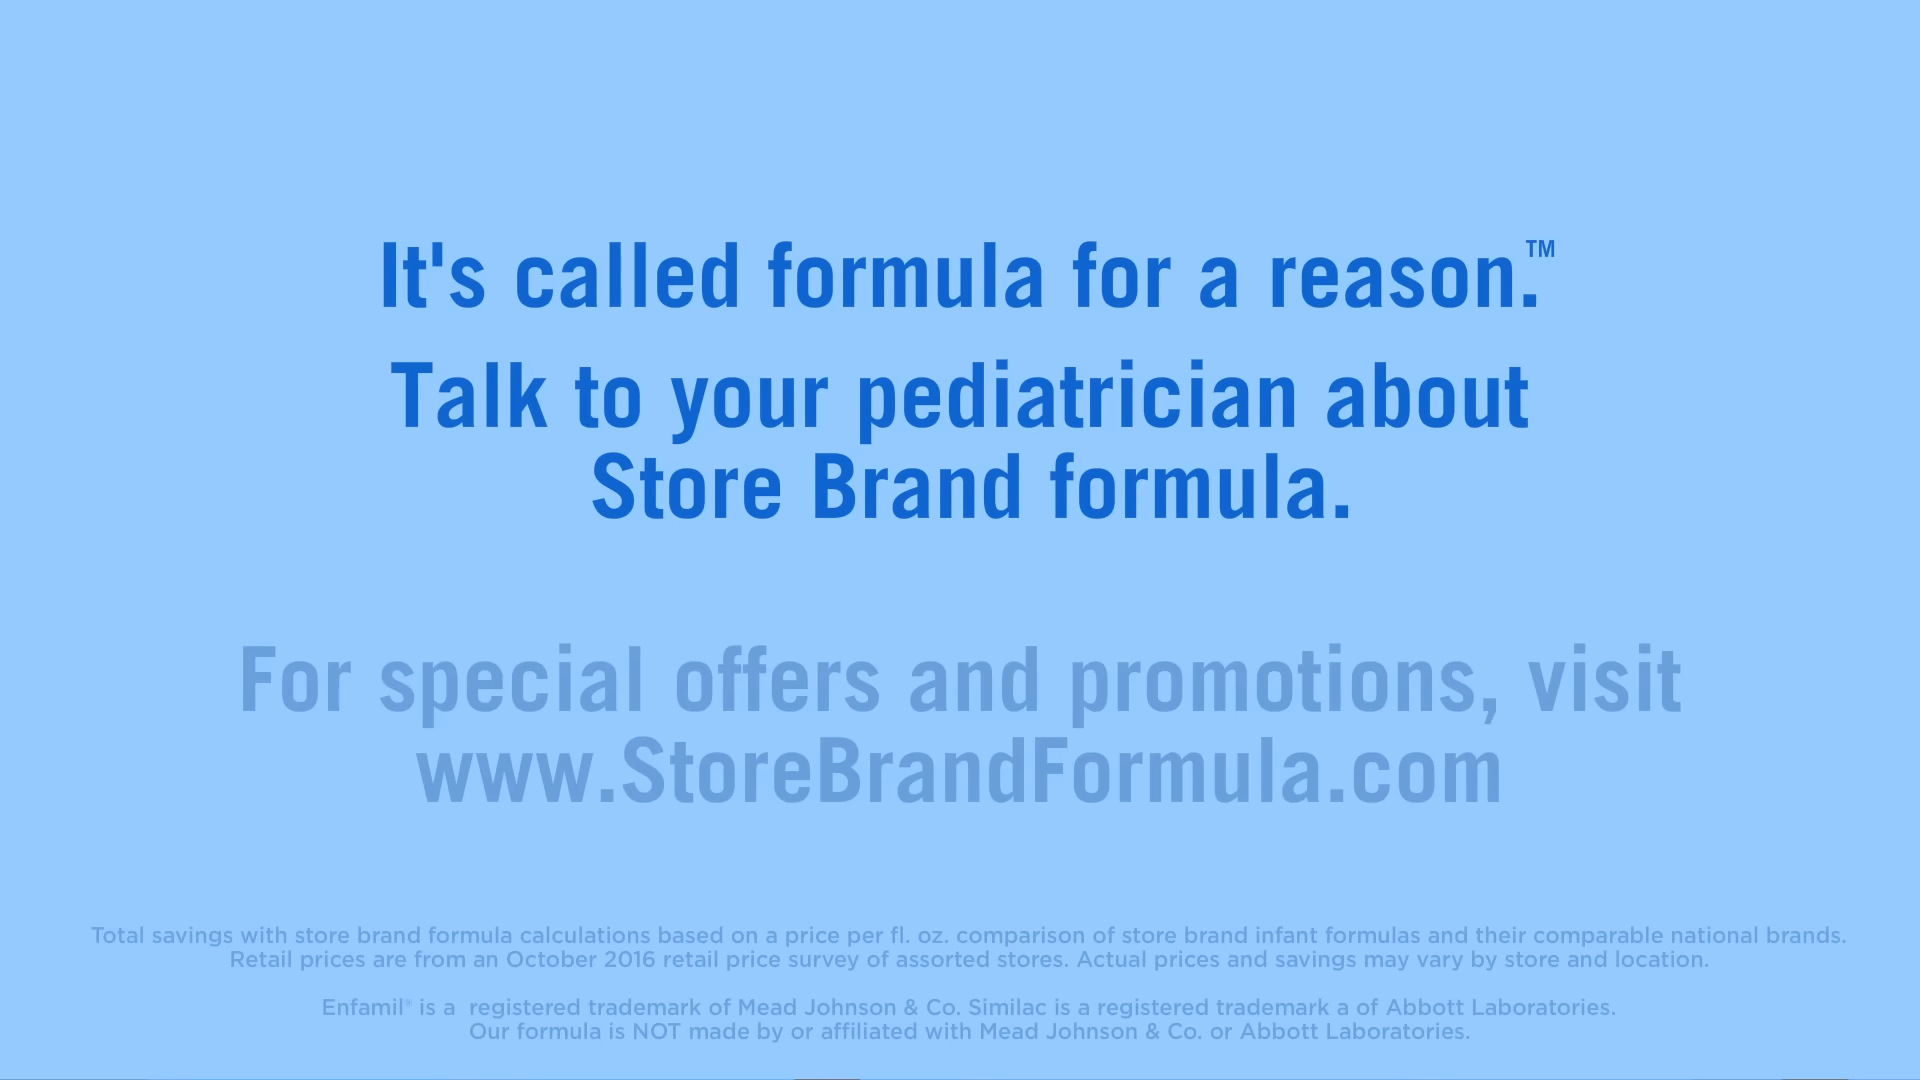 It's called formula for a reason.™
Talk to your pediatrician about
Store Brand formula.
For special offers and promotions, visit
www.StoreBrandFormula.com
Total savings with store brand formula calculations based on a price per fl. oz. comparison of store brand infant formulas and their comparable national brands.
Retail prices are from an October 2016 retail price survey of assorted stores. Actual prices and savings may vary by store and location.
Enfamil® is a registered trademark of Mead Johnson & Co. Similac is a registered trademark a of Abbott Laboratories.
Our formula is NOT made by or affiliated with Mead Johnson & Co. or Abbott Laboratories.